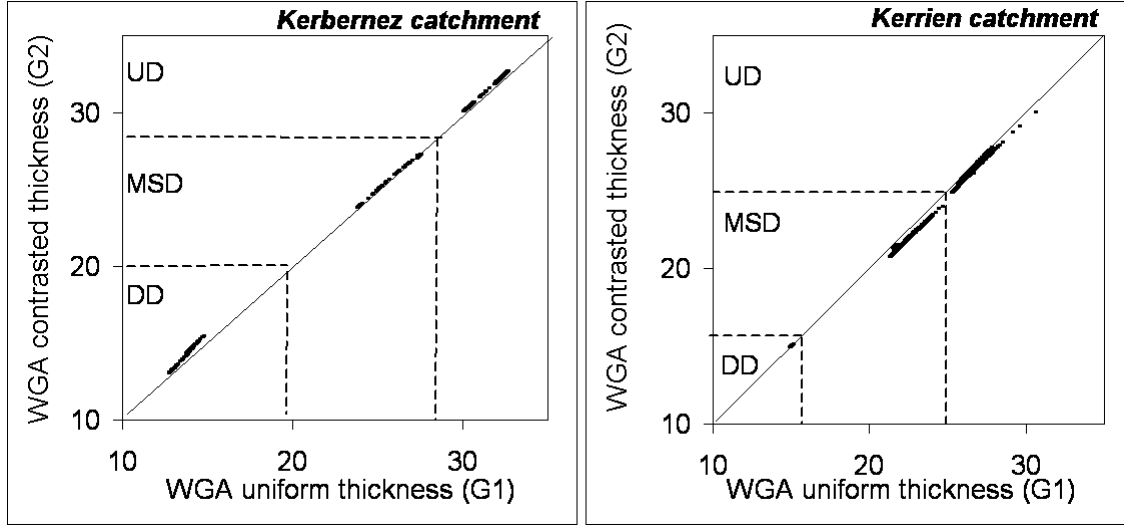 Kerbernez catchment
WGA contrasted thickness (G2)
UD
30
MSD
20
DD
10
10 20 30
WGA uniform thickness (G1)
Kerrien catchment
WGA contrasted thickness (G2)
UD
30
MSD
20
DD
10
10 20 30
WGA uniform thickness (G1)